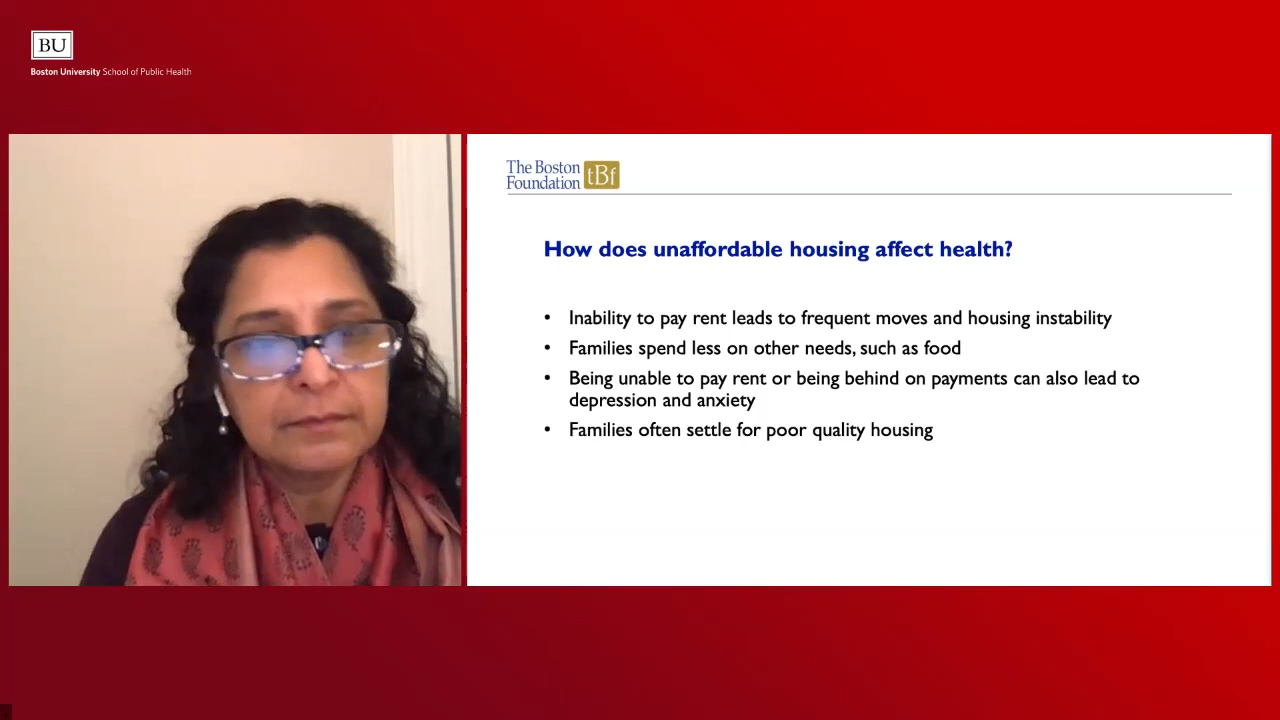 BU
Boston University School of Public Health
The Boston
Foundation
tBf
How does unaffordable housing affect health?
• Inability to pay rent leads to frequent moves and housing instability
• Families spend less on other needs, such as food
• Being unable to pay rent or being behind on payments can also lead to
depression and anxiety
• Families often settle for poor quality housing